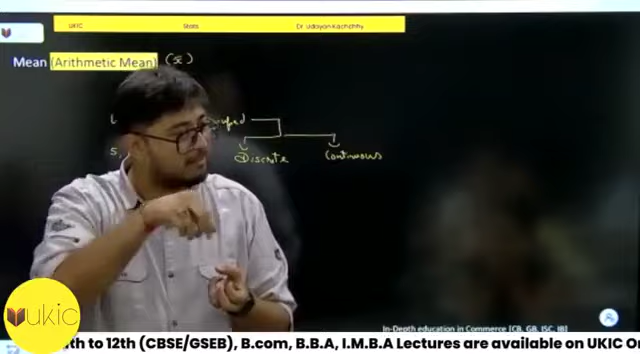 UKIC Stats Dr. Udayan Kachchhy
Mean (Arithmetic Mean) (x̄)
Discrete Continuous
ukic
In-Depth education in Commerce [CB, GB, ISC, IB]
th to 12th (CBSE/GSEB), B.com, B.B.A, I.M.B.A Lectures are available on UKIC O